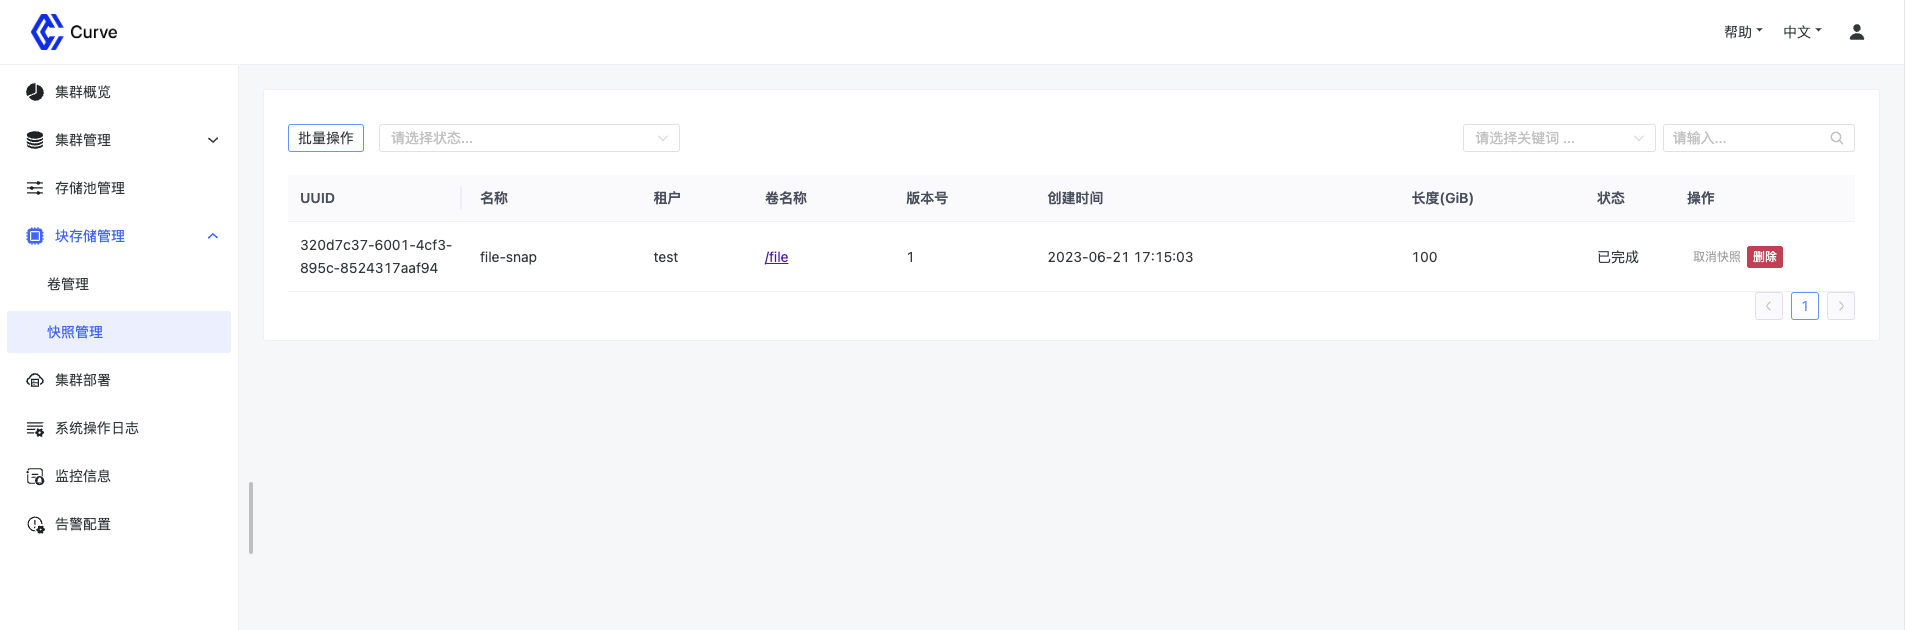 Curve
帮助
中文
集群概览
集群管理
存储池管理
块存储管理
卷管理
快照管理
集群部署
系统操作日志
监控信息
告警配置
批量操作
请选择状态...
请选择关键词 ...
请输入...
UUID 名称 租户 卷名称 版本号 创建时间 长度(GiB) 状态 操作
320d7c37-6001-4cf3-
895c-8524317aaf94
file-snap test /file 1 2023-06-21 17:15:03 100 已完成 取消快照 删除
1